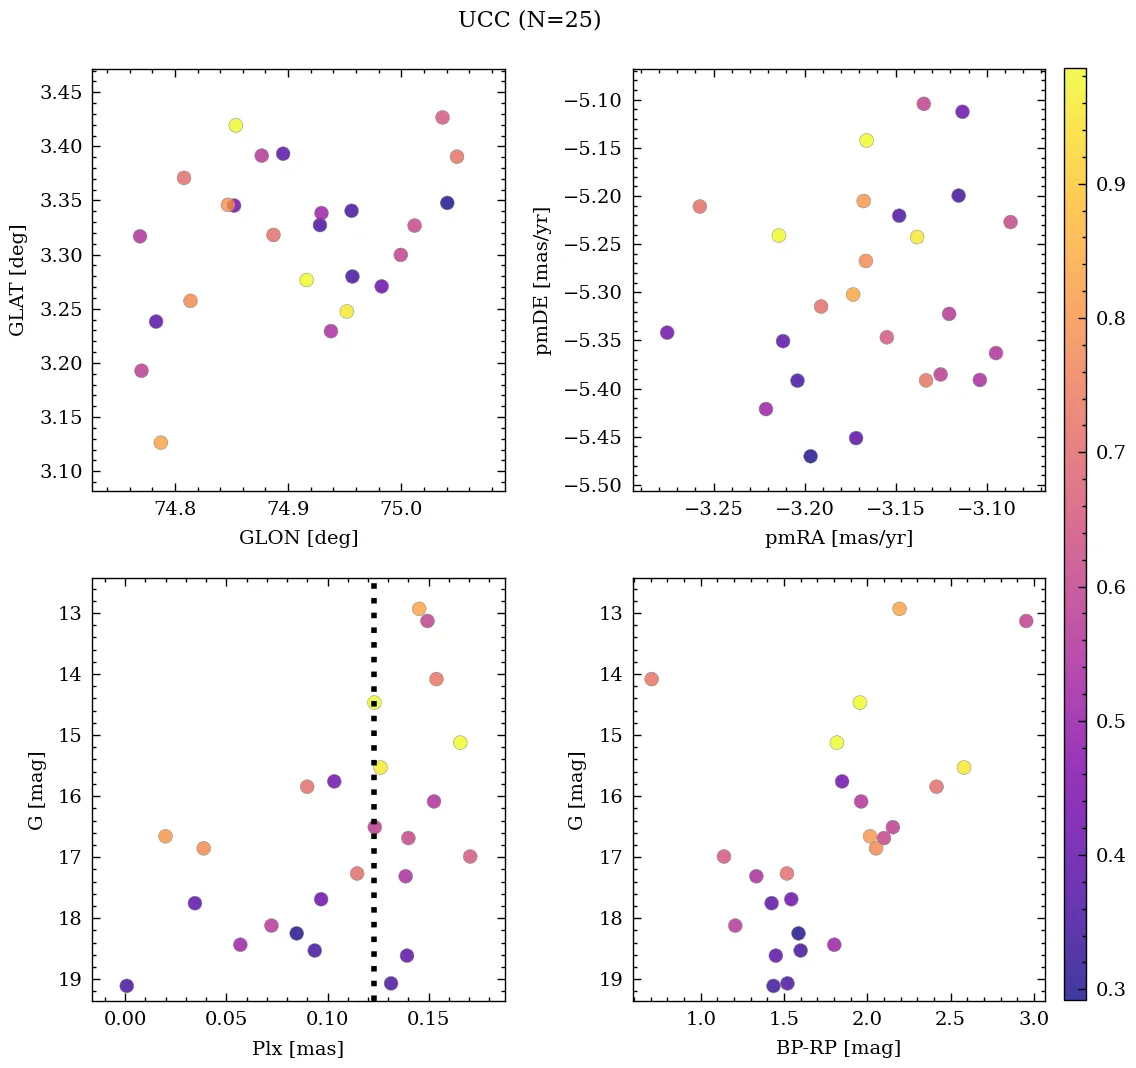 UCC (N=25)
3.45
3.40
3.35
3.30
3.25
3.20
3.15
3.10
GLAT [deg]
74.8 74.9 75.0
GLON [deg]
−5.10
−5.15
−5.20
−5.25
−5.30
−5.35
−5.40
−5.45
−5.50
pmDE [mas/yr]
−3.25 −3.20 −3.15 −3.10
pmRA [mas/yr]
13
14
15
16
17
18
19
G [mag]
0.00 0.05 0.10 0.15
Plx [mas]
13
14
15
16
17
18
19
G [mag]
1.0 1.5 2.0 2.5 3.0
BP-RP [mag]
0.9
0.8
0.7
0.6
0.5
0.4
0.3